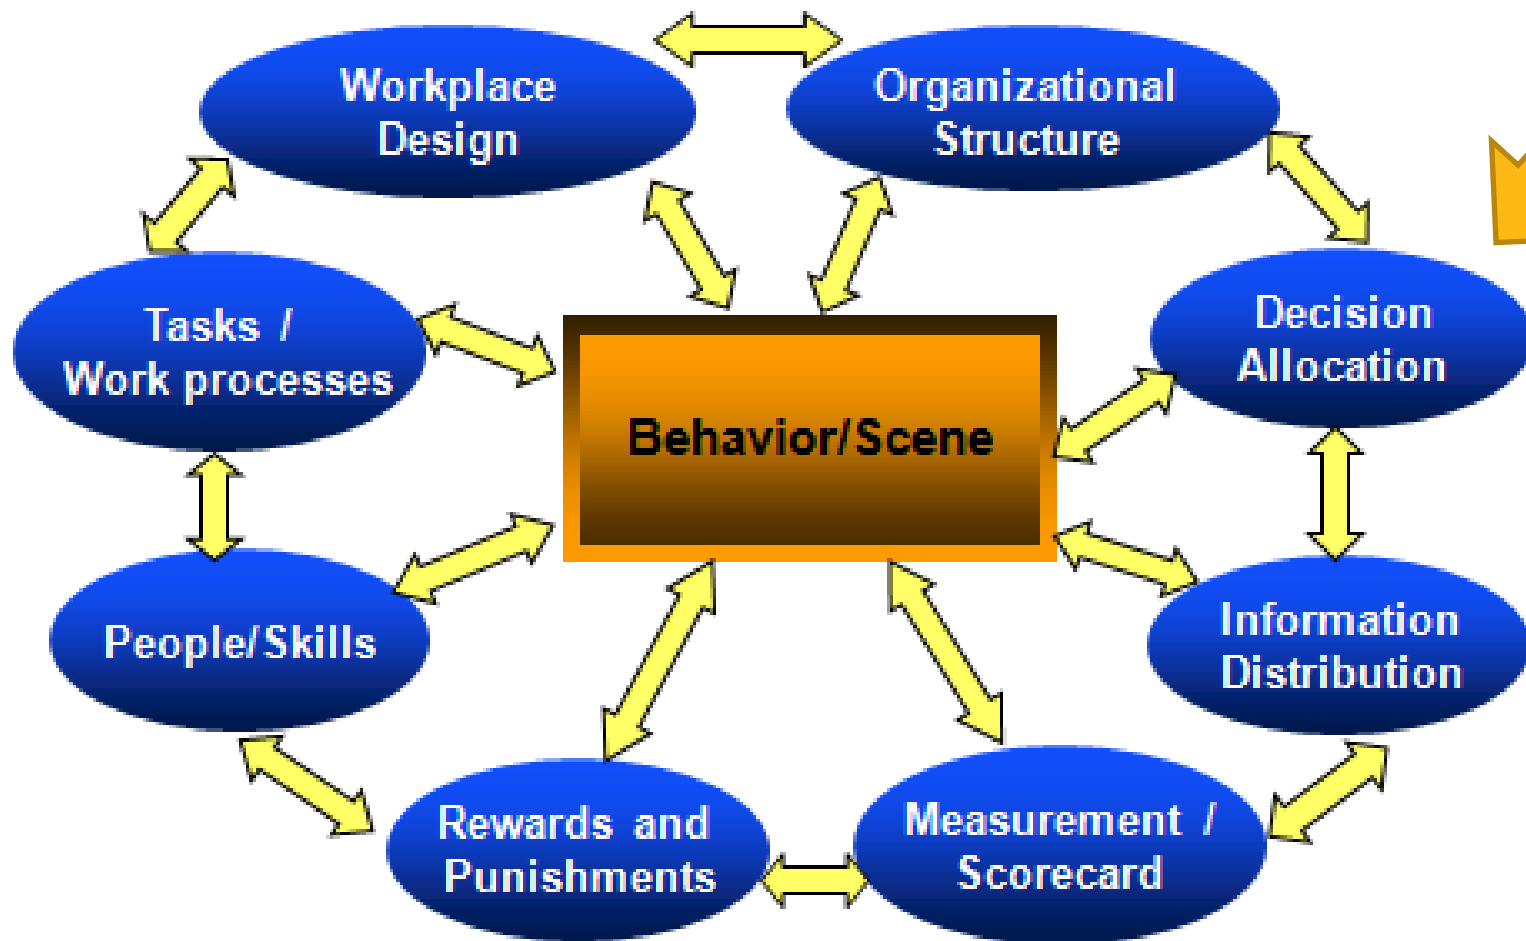 Workplace
Design
Organizational
Structure
Tasks /
Work processes
Decision
Allocation
Behavior/Scene
People/Skills
Information
Distribution
Rewards and
Punishments
Measurement /
Scorecard